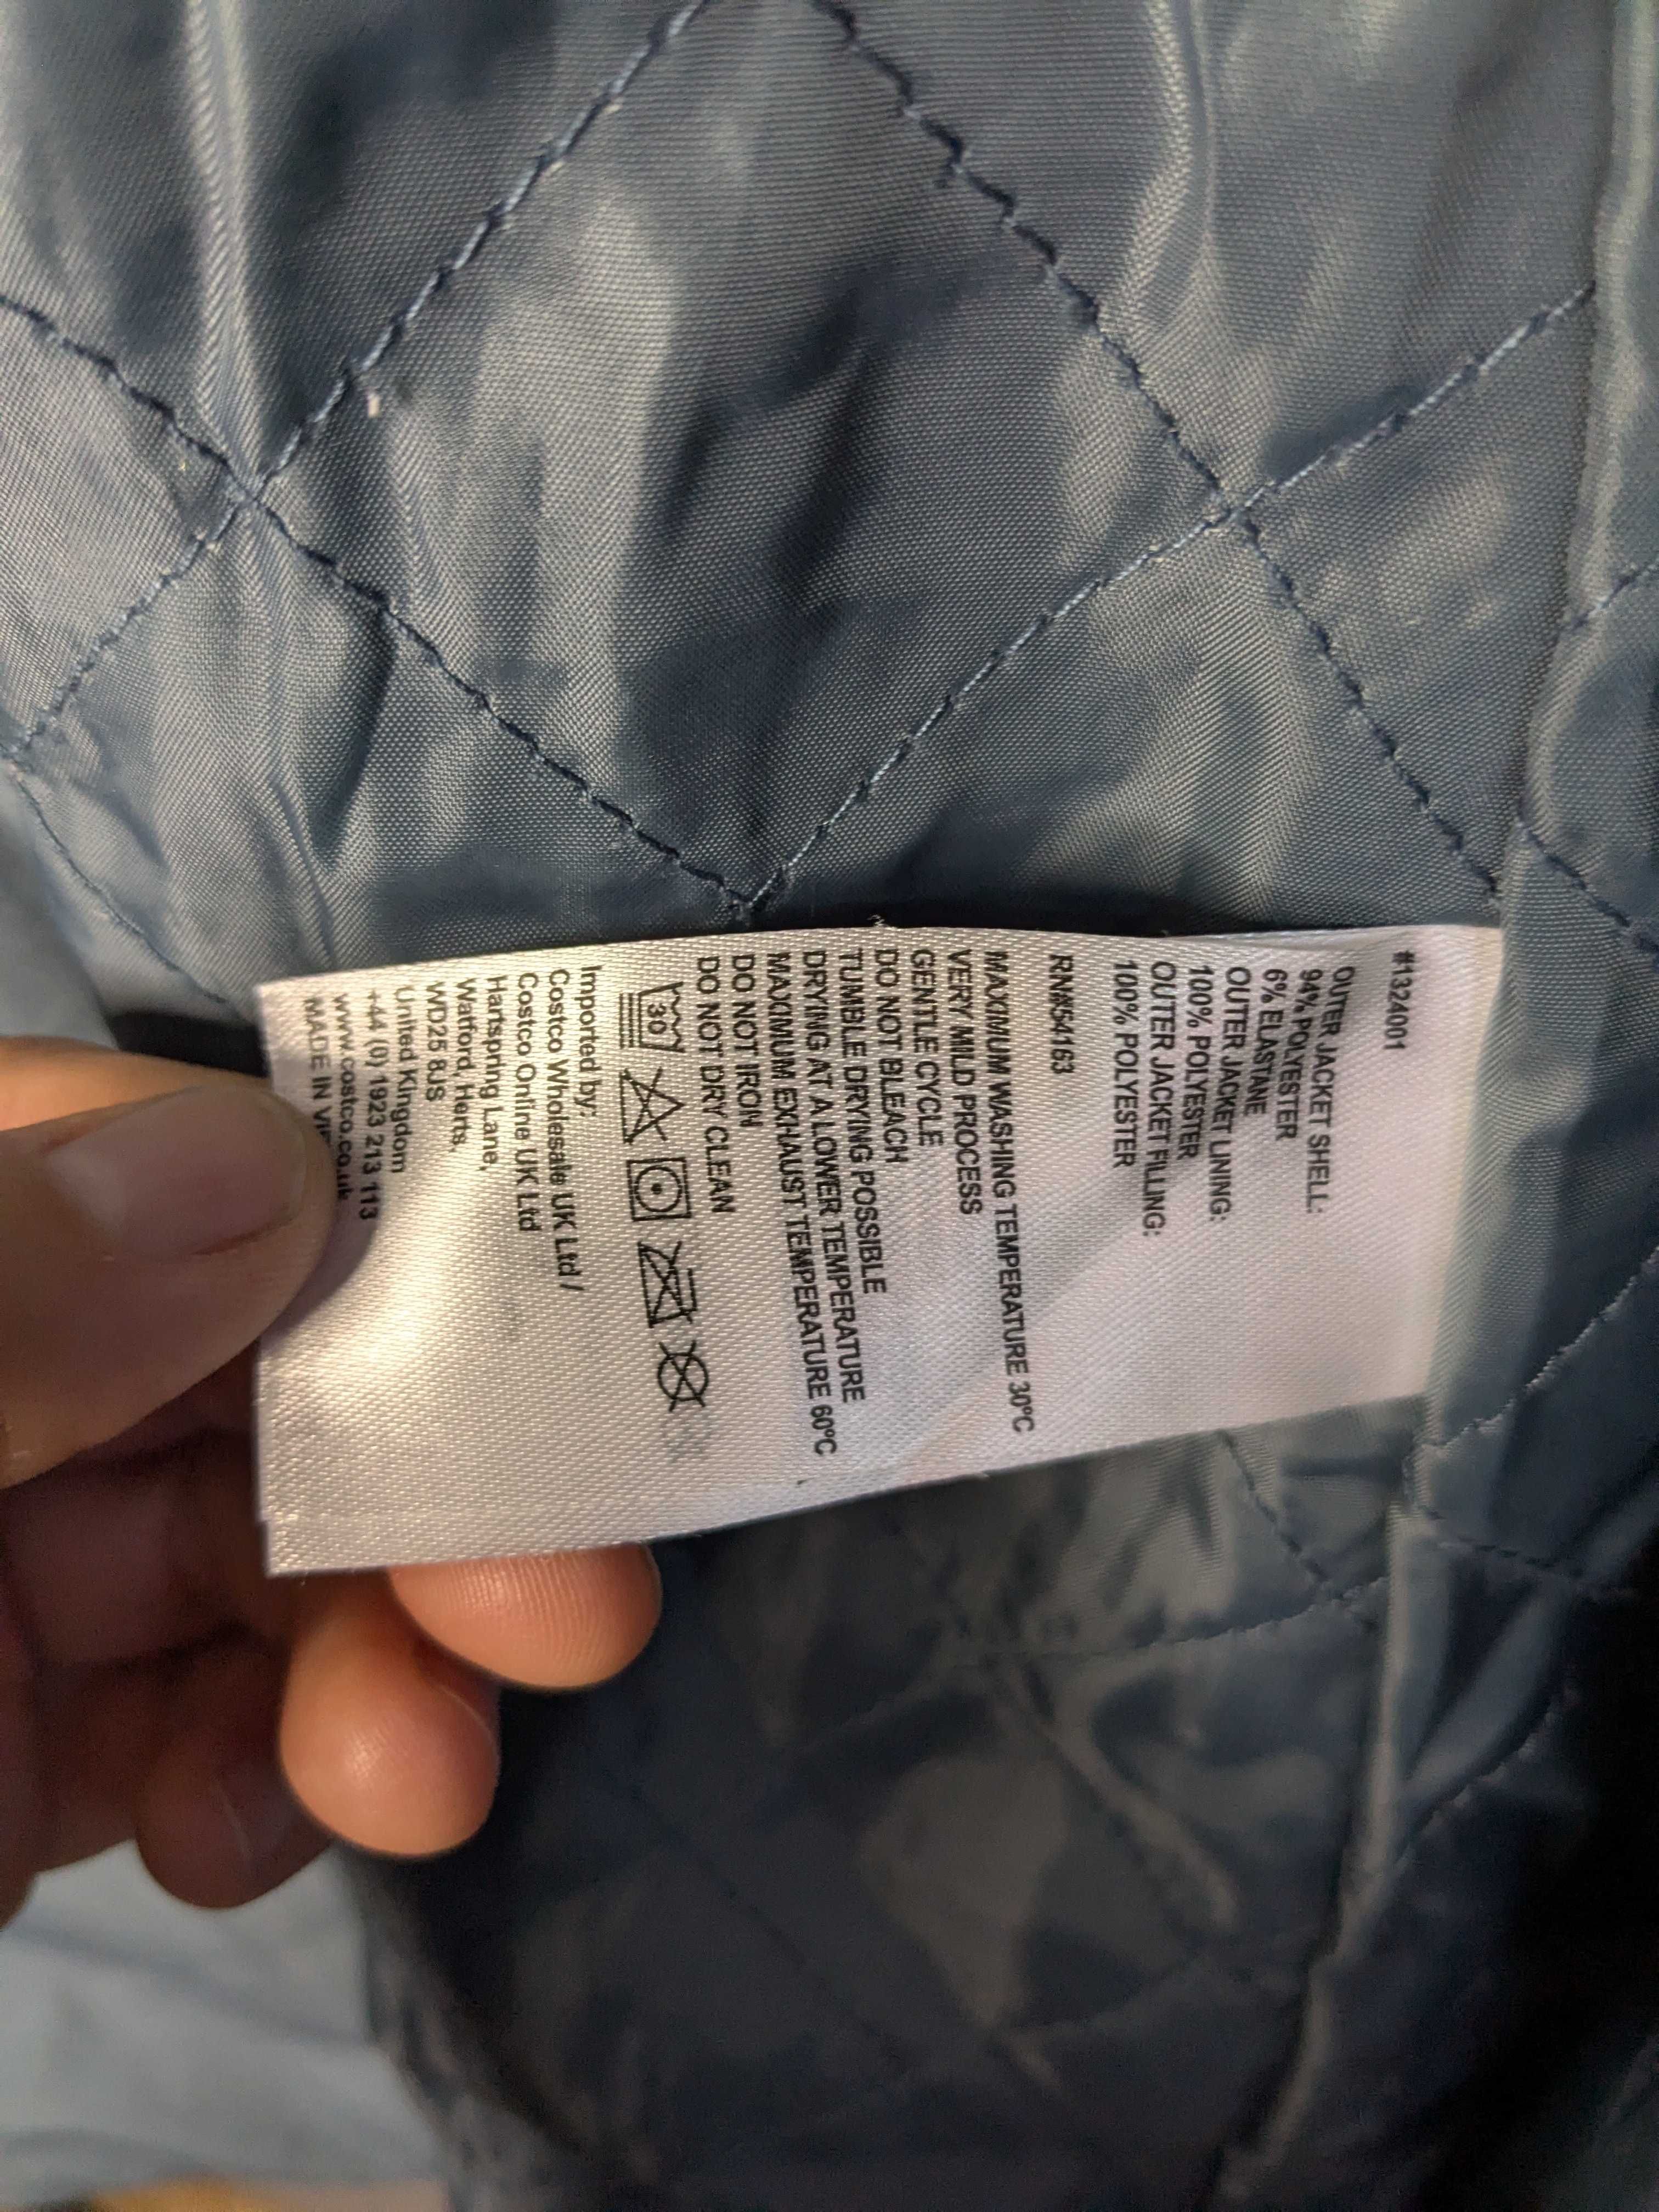 #1324001
OUTER JACKET SHELL:
94% POLYESTER
6% ELASTANE
OUTER JACKET LINING:
100% POLYESTER
OUTER JACKET FILLING:
100% POLYESTER
RN#54163
MAXIMUM WASHING TEMPERATURE 30ºC
VERY MILD PROCESS
GENTLE CYCLE
DO NOT BLEACH
TUMBLE DRYING POSSIBLE
DRYING AT A LOWER TEMPERATURE
MAXIMUM EXHAUST TEMPERATURE 60ºC
DO NOT IRON
DO NOT DRY CLEAN
30
Imported by:
Costco Wholesale UK Ltd /
Costco Online UK Ltd
Hartspring Lane,
Watford, Herts,
WD25 8JS
United Kingdom
+44 (0) 1923 213 113
www.costco.co.uk
MADE IN